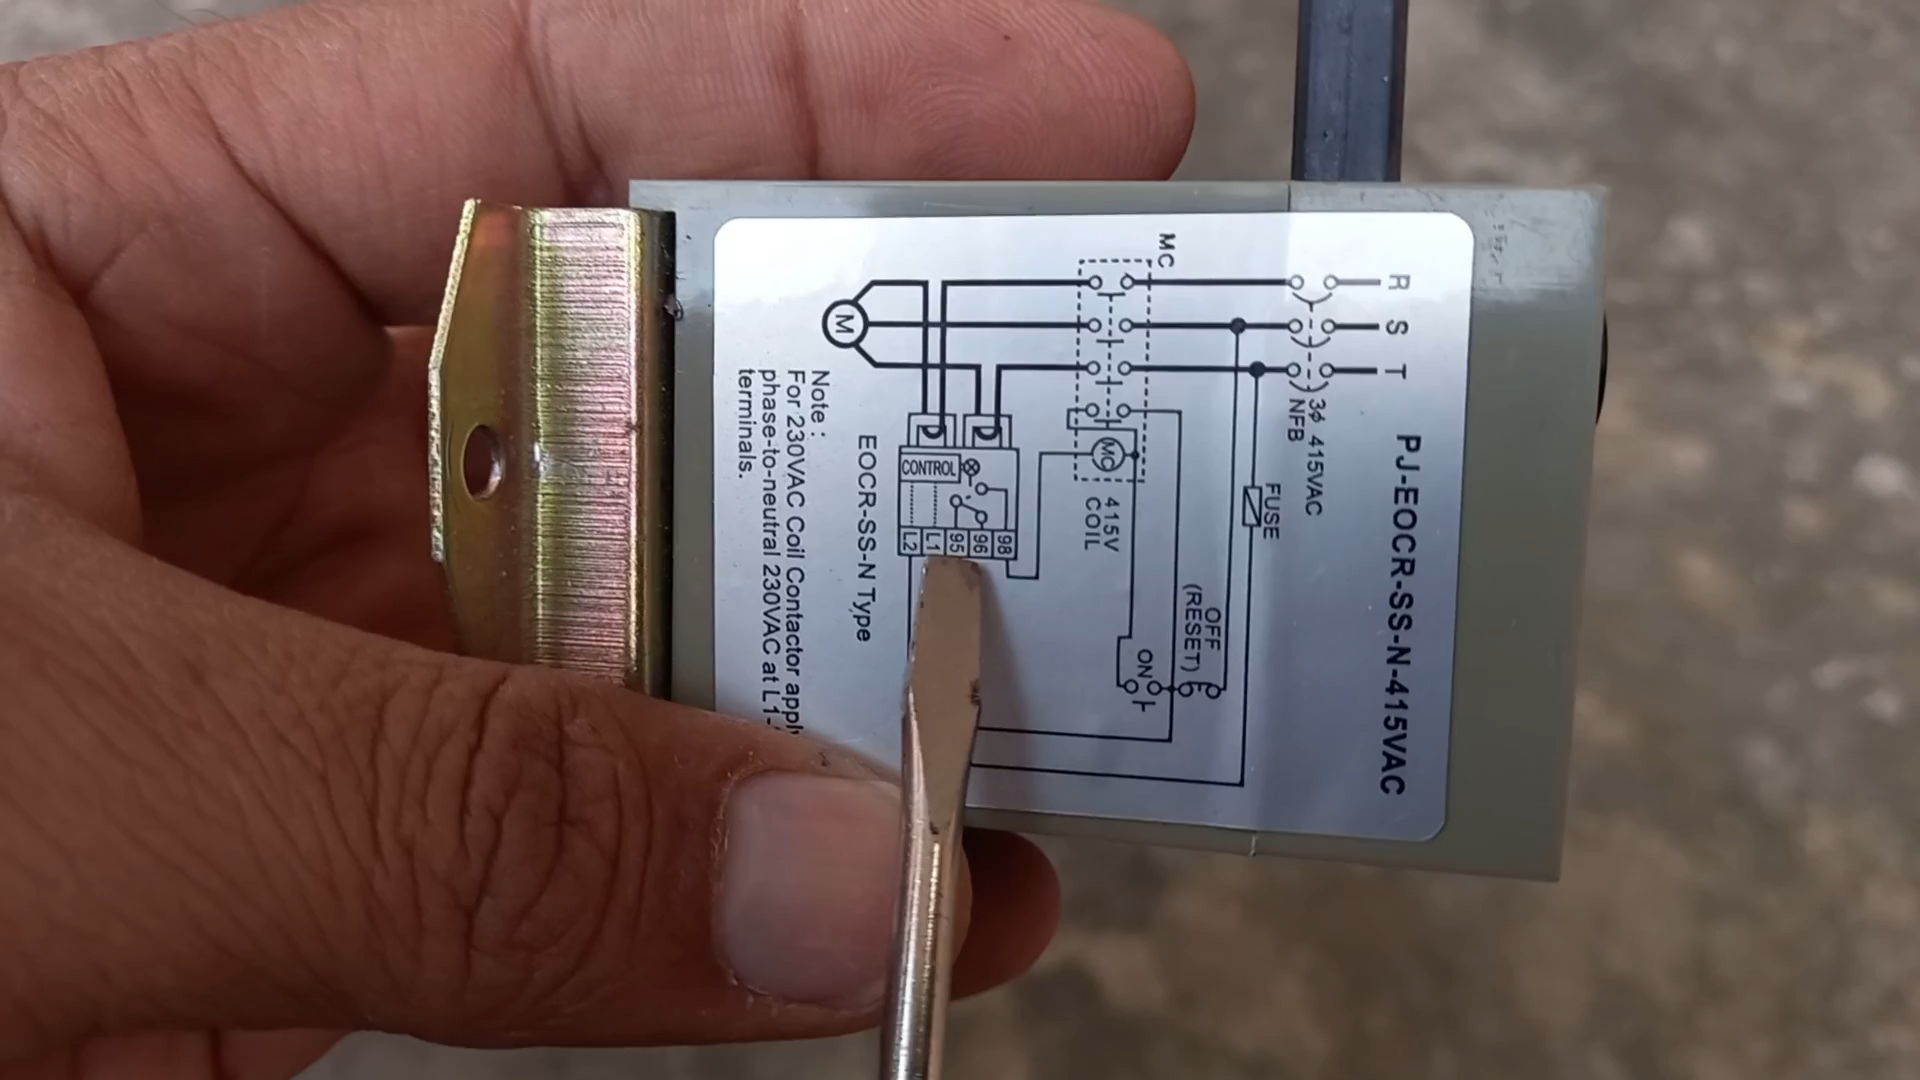 PJ-EOCR-SS-N-415VAC
R S T
3ϕ 415VAC
NFB
FUSE
MC
OFF
(RESET)
ON
415V
COIL
MC
CONTROL
L2 L1 95 96 98
M
EOCR-SS-N Type
Note :
For 230VAC Coil Contactor
phase-to-neutral 230VAC at L1-
terminals.